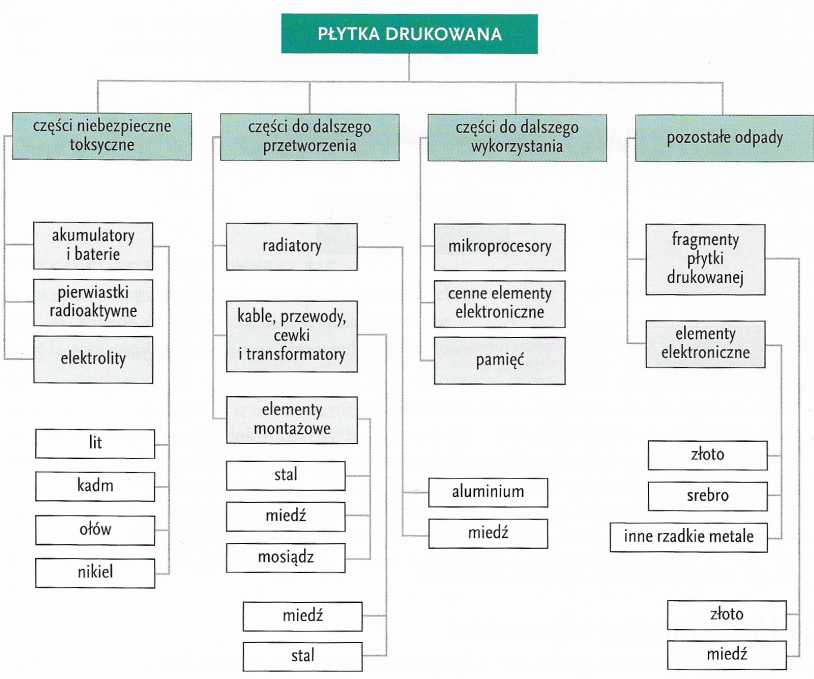 PŁYTKA DRUKOWANA
części niebezpieczne
toksyczne
części do dalszego
przetworzenia
części do dalszego
wykorzystania
pozostałe odpady
akumulatory
i baterie
pierwiastki
radioaktywne
elektrolity
lit
kadm
ołów
nikiel
radiatory
kable, przewody,
cewki
i transformatory
elementy
montażowe
stal
miedź
mosiądz
miedź
stal
mikroprocesory
cenne elementy
elektroniczne
pamięć
aluminium
miedź
fragmenty
płytki
drukowanej
elementy
elektroniczne
złoto
srebro
inne rzadkie metale
złoto
miedź